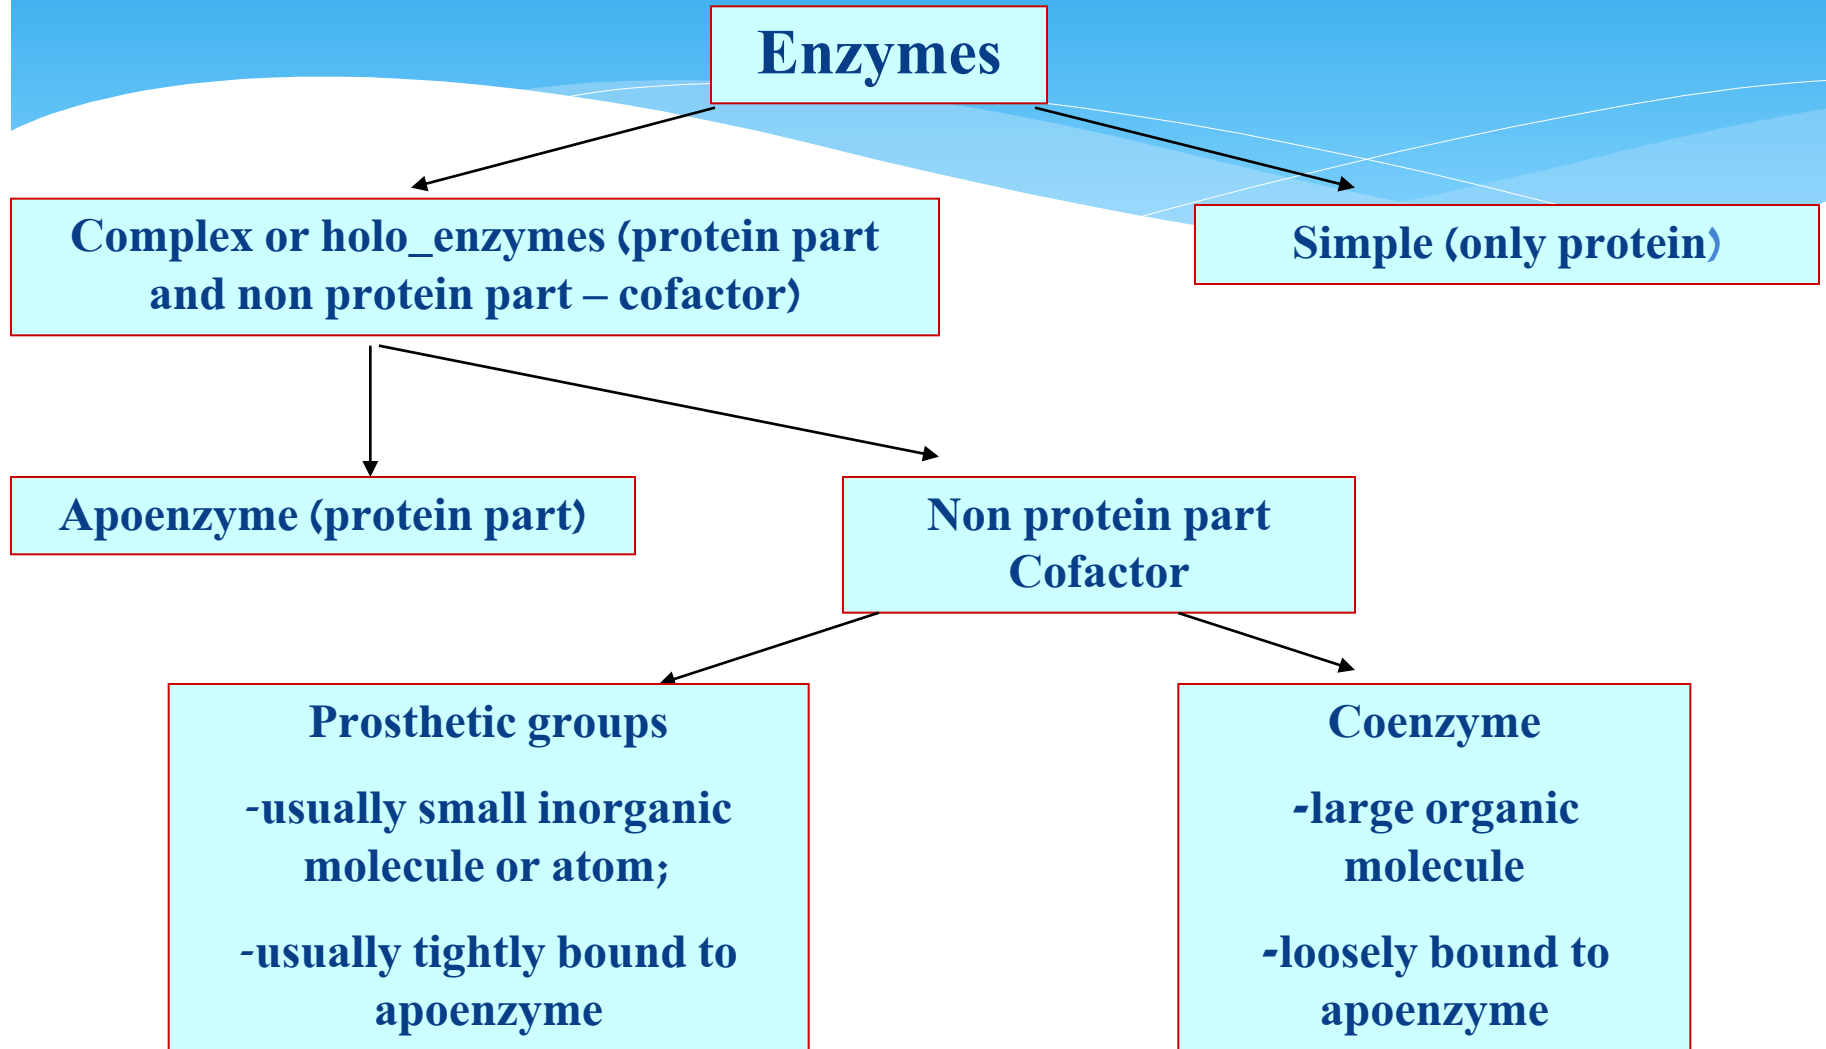 Enzymes
Complex or holo_enzymes (protein part
and non protein part – cofactor)
Simple (only protein)
Apoenzyme (protein part)
Non protein part
Cofactor
Prosthetic groups
-usually small inorganic
molecule or atom;
-usually tightly bound to
apoenzyme
Coenzyme
-large organic
molecule
-loosely bound to
apoenzyme